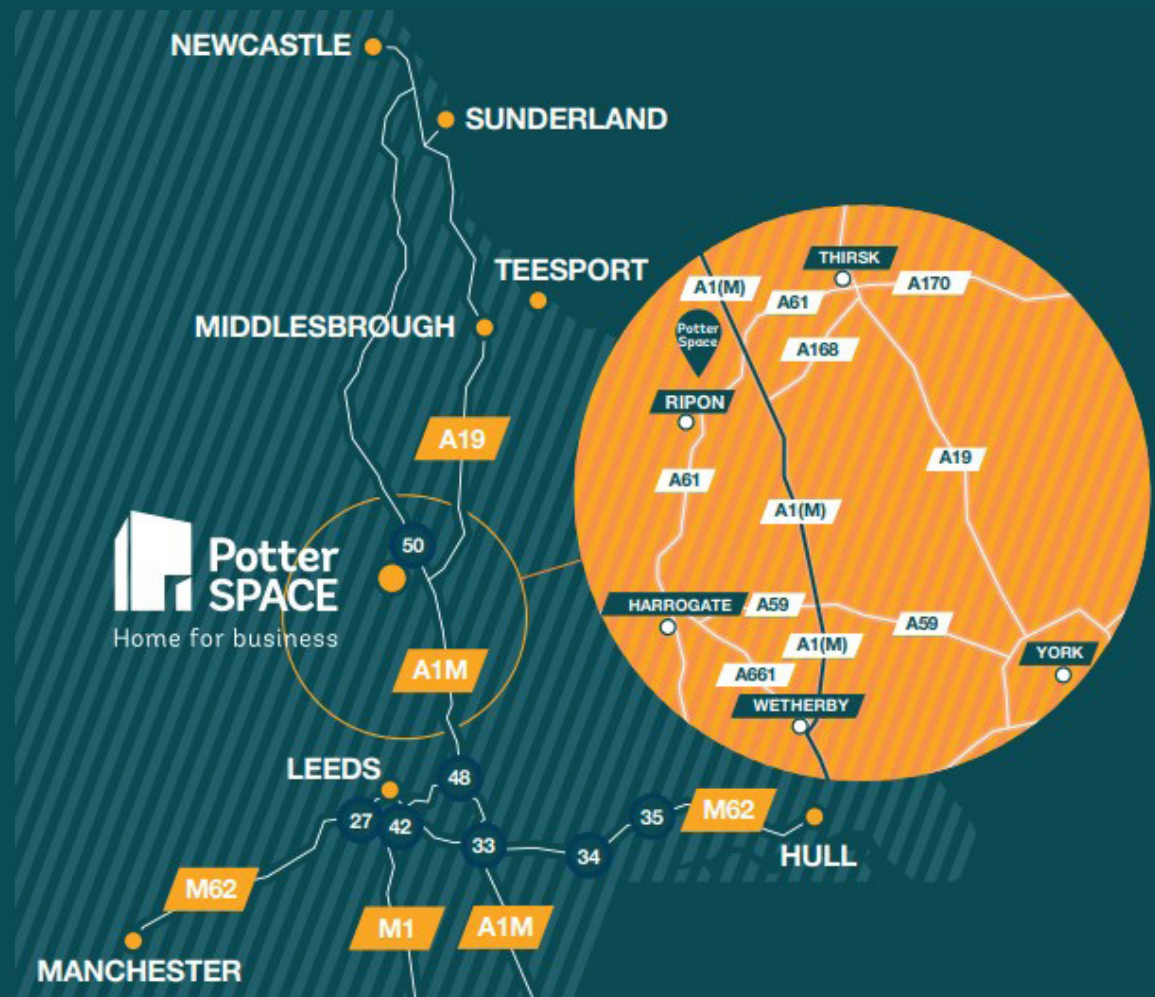 NEWCASTLE
SUNDERLAND
TEESPORT
MIDDLESBROUGH
A19
50
Potter
SPACE
Home for business
A1M
LEEDS
48
27
42
33
34
35
M62
HULL
M62
M1
A1M
MANCHESTER
THIRSK
A1(M)
A61
A170
Potter
Space
A168
RIPON
A61
A19
A1(M)
HARROGATE
A59
A59
A1(M)
YORK
A661
WETHERBY